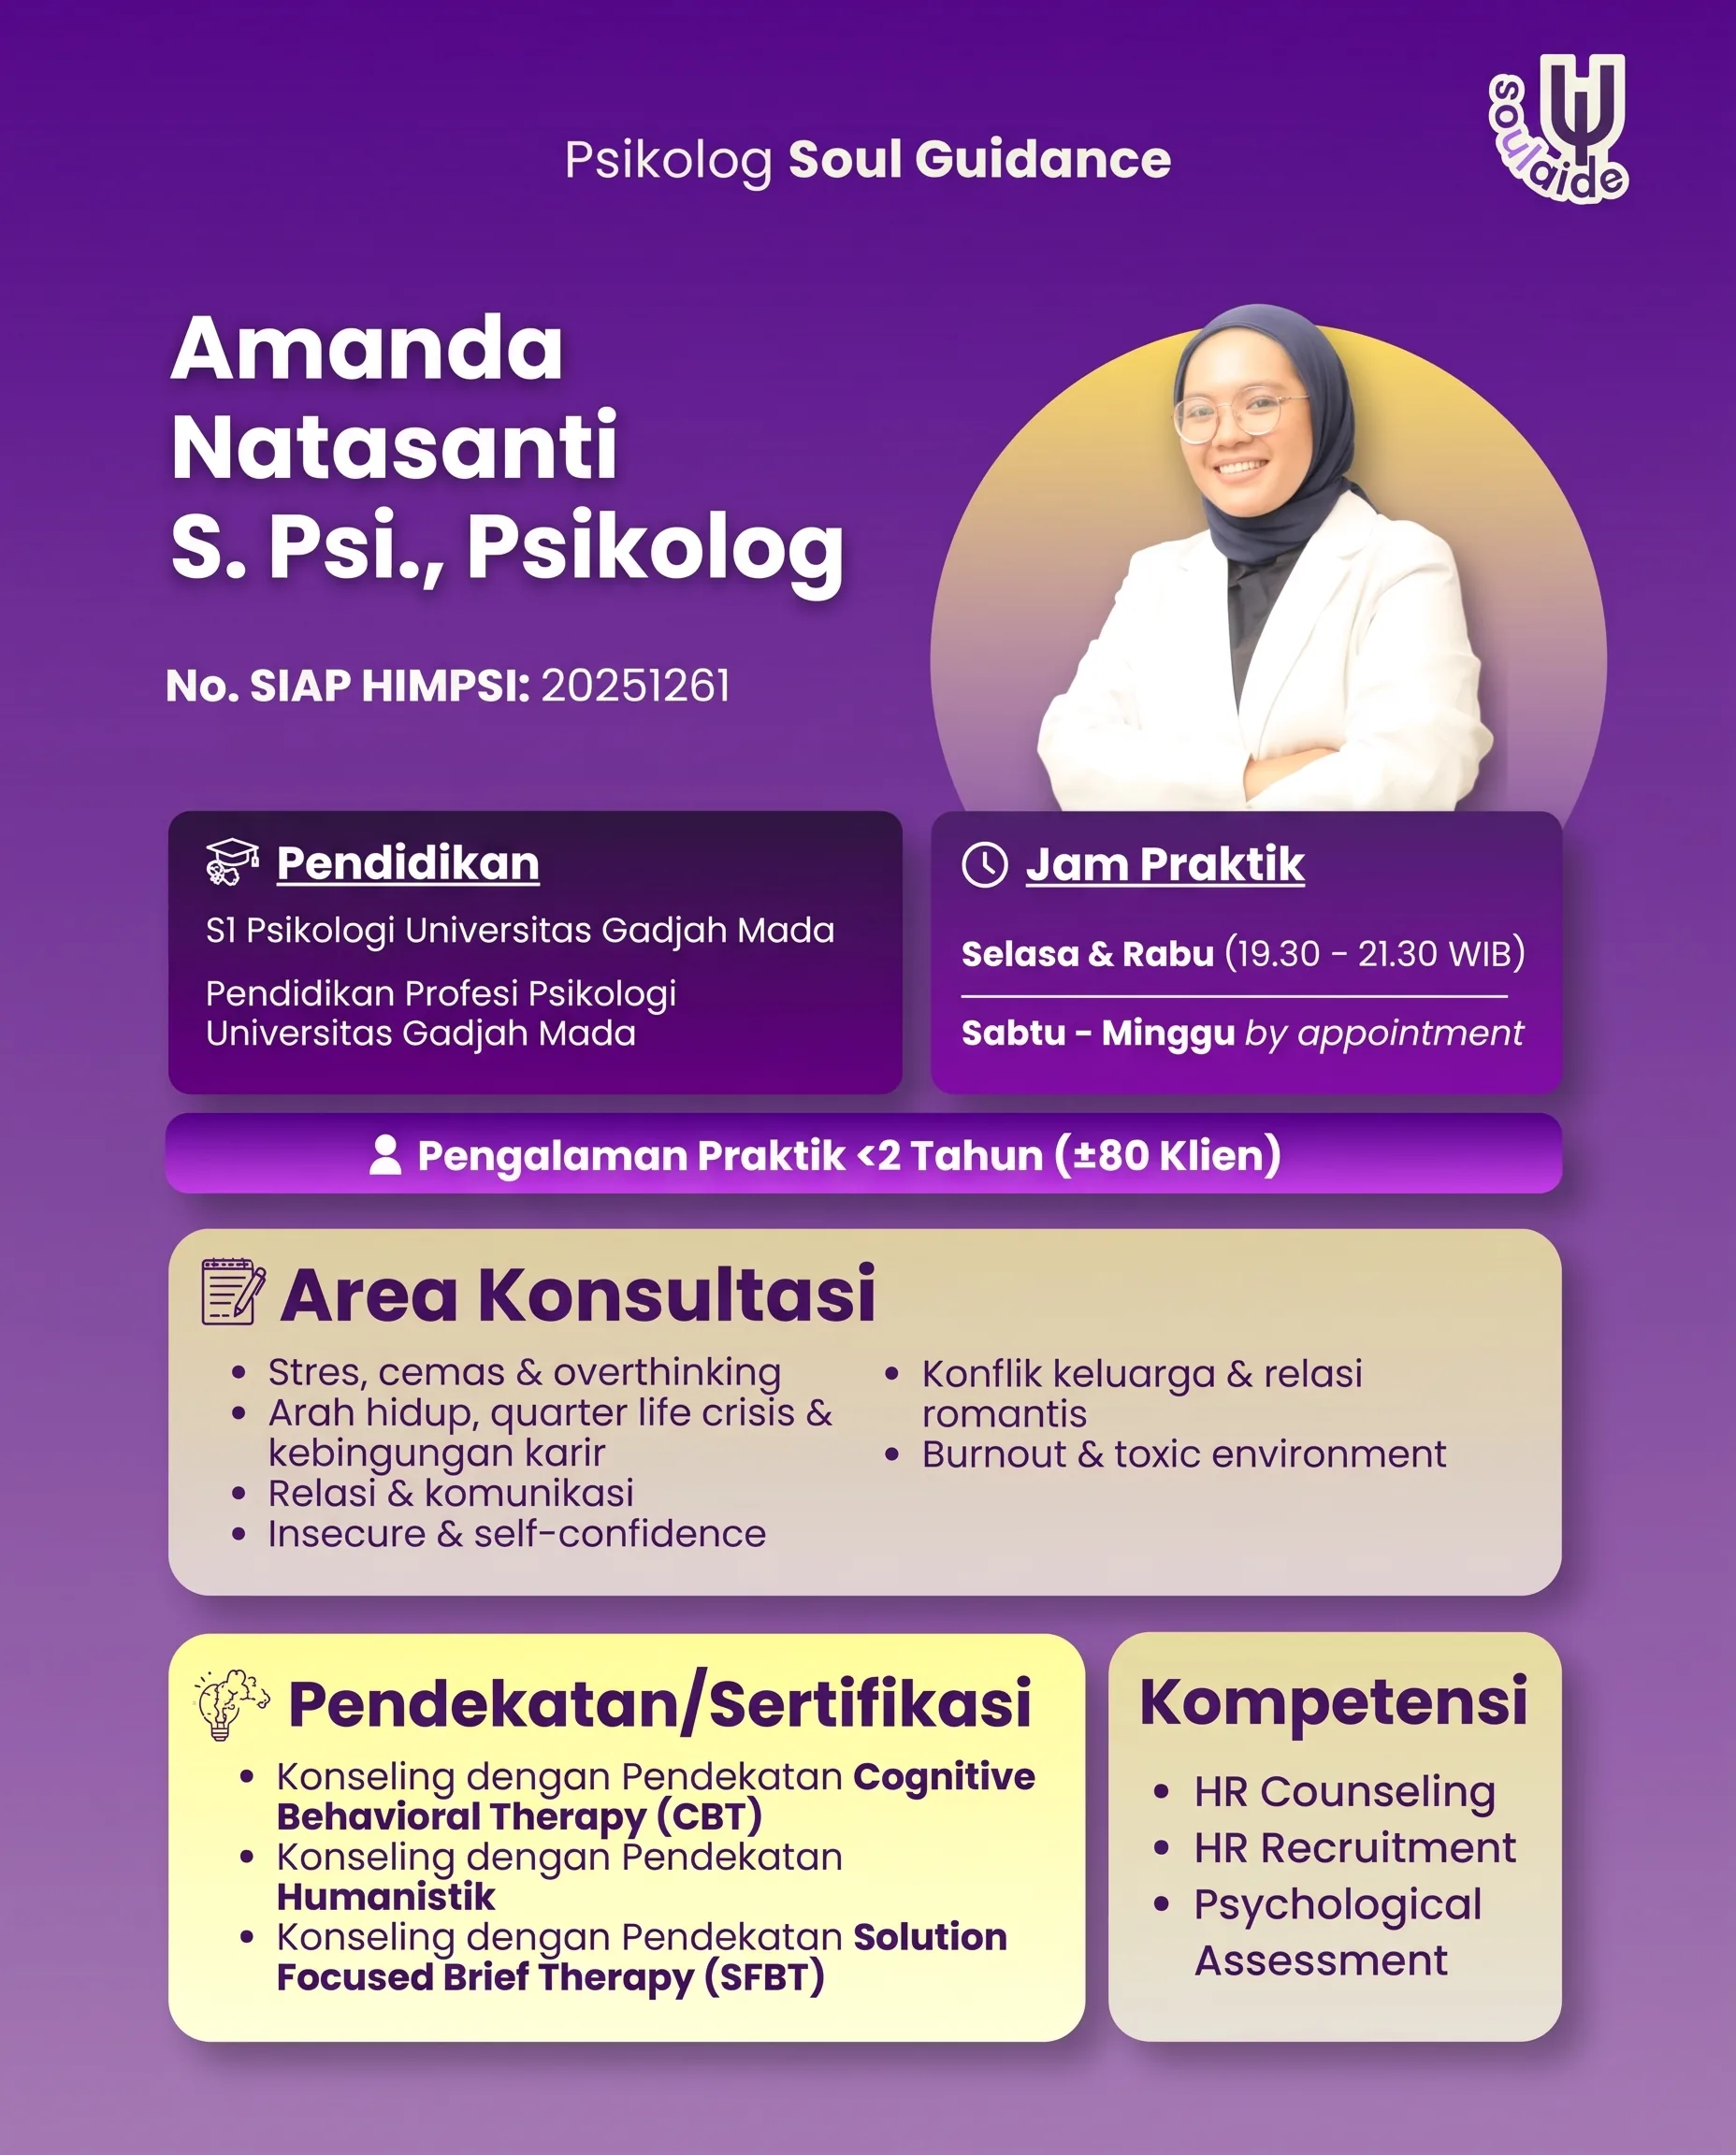 soulaide
Psikolog Soul Guidance
Amanda
Natasanti
S. Psi., Psikolog
No. SIAP HIMPSI: 20251261
Pendidikan
S1 Psikologi Universitas Gadjah Mada
Pendidikan Profesi Psikologi
Universitas Gadjah Mada
Jam Praktik
Selasa & Rabu (19.30 - 21.30 WIB)
Sabtu - Minggu by appointment
Pengalaman Praktik <2 Tahun (±80 Klien)
Area Konsultasi
• Stres, cemas & overthinking
• Arah hidup, quarter life crisis &
kebingungan karir
• Relasi & komunikasi
• Insecure & self-confidence
• Konflik keluarga & relasi
romantis
• Burnout & toxic environment
Pendekatan/Sertifikasi
• Konseling dengan Pendekatan Cognitive
Behavioral Therapy (CBT)
• Konseling dengan Pendekatan
Humanistik
• Konseling dengan Pendekatan Solution
Focused Brief Therapy (SFBT)
Kompetensi
• HR Counseling
• HR Recruitment
• Psychological
Assessment